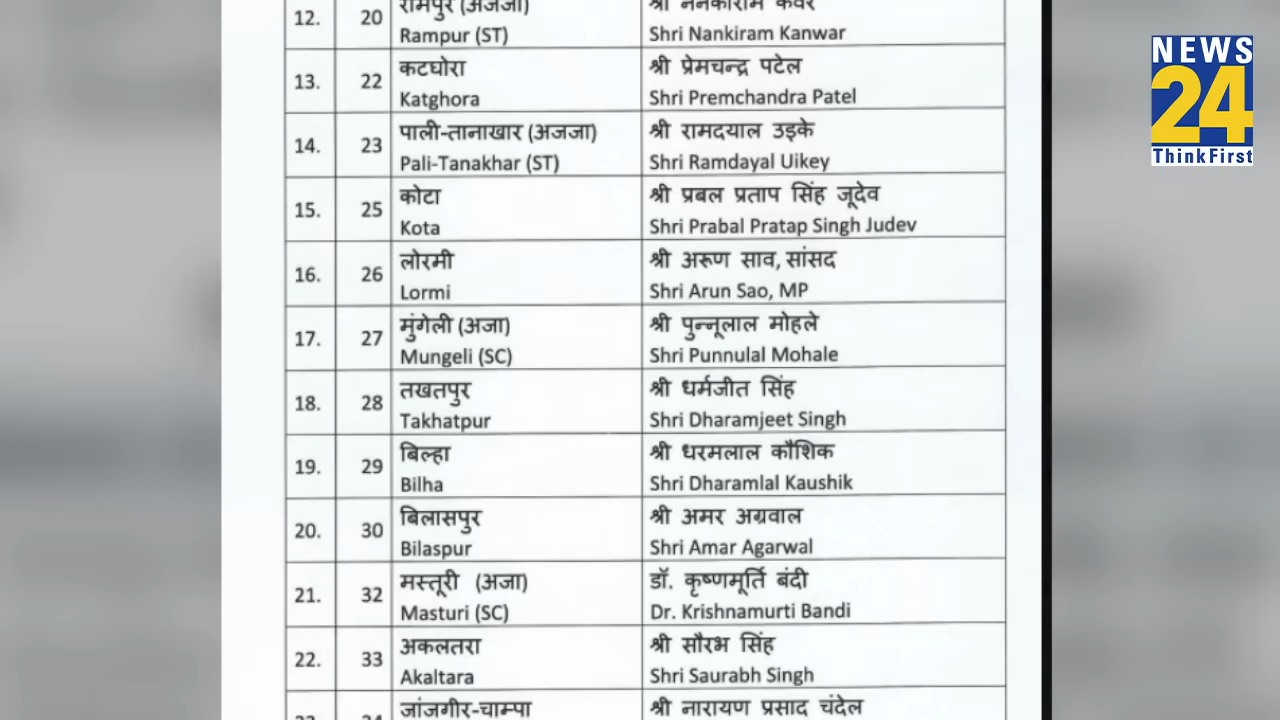 12. 20 रामपुर (अजजा) श्री ननकीराम कंवर
Rampur (ST) Shri Nankiram Kanwar
13. 22 कटघोरा श्री प्रेमचन्द्र पटेल
Katghora Shri Premchandra Patel
14. 23 पाली-तानाखार (अजजा) श्री रामदयाल उइके
Pali-Tanakhar (ST) Shri Ramdayal Uikey
15. 25 कोटा श्री प्रबल प्रताप सिंह जूदेव
Kota Shri Prabal Pratap Singh Judev
16. 26 लोरमी श्री अरूण साव, सांसद
Lormi Shri Arun Sao, MP
17. 27 मुंगेली (अजा) श्री पुन्नूलाल मोहले
Mungeli (SC) Shri Punnulal Mohale
18. 28 तखतपुर श्री धर्मजीत सिंह
Takhatpur Shri Dharamjeet Singh
19. 29 बिल्हा श्री धरमलाल कौशिक
Bilha Shri Dharamlal Kaushik
20. 30 बिलासपुर श्री अमर अग्रवाल
Bilaspur Shri Amar Agarwal
21. 32 मस्तूरी (अजा) डॉ. कृष्णमूर्ति बंदी
Masturi (SC) Dr. Krishnamurti Bandi
22. 33 अकलतरा श्री सौरभ सिंह
Akaltara Shri Saurabh Singh
जांजगीर-चाम्पा श्री नारायण प्रसाद चंदेल
NEWS
24
ThinkFirst